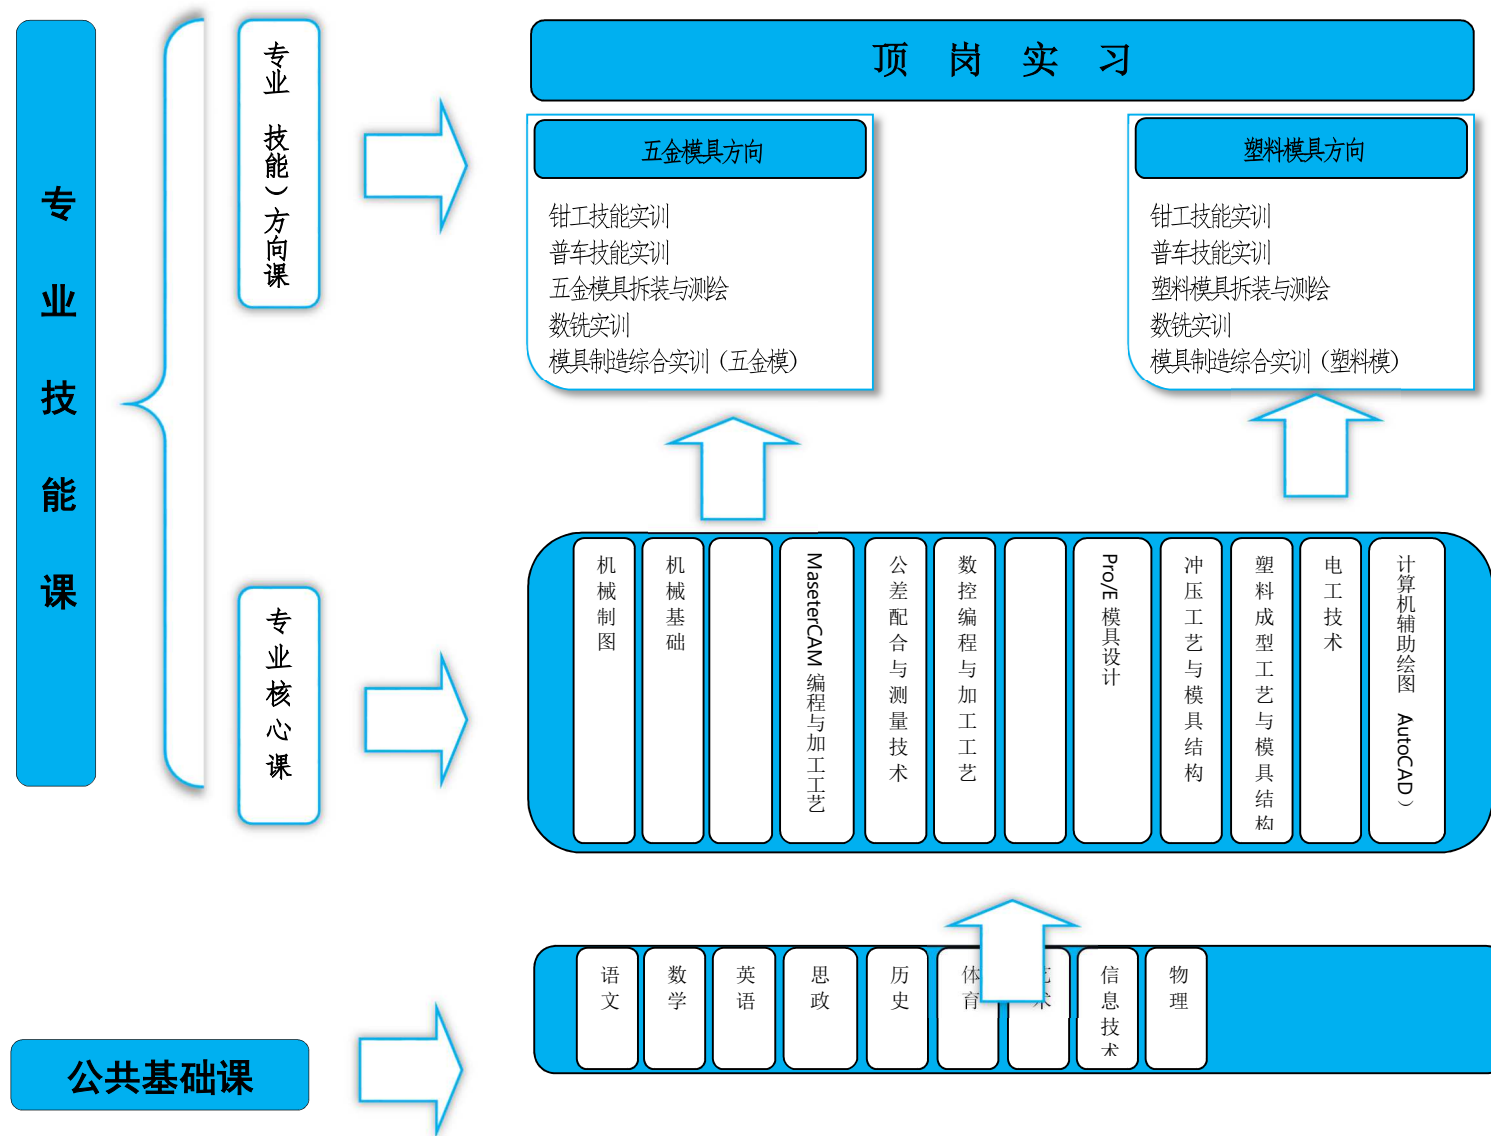 专业技能课
专业 技能）方向课
顶岗实习
五金模具方向
钳工技能实训
普车技能实训
五金模具拆装与测绘
数铣实训
模具制造综合实训（五金模）
塑料模具方向
钳工技能实训
普车技能实训
塑料模具拆装与测绘
数铣实训
模具制造综合实训（塑料模）
专业核心课
机械制图
机械基础
MaseterCAM 编程与加工工艺
公差配合与测量技术
数控编程与加工工艺
Pro/E 模具设计
冲压工艺与模具结构
塑料成型工艺与模具结构
电工技术
计算机辅助绘图 AutoCAD）
公共基础课
语文
数学
英语
思政
历史
体育
信息技术
物理